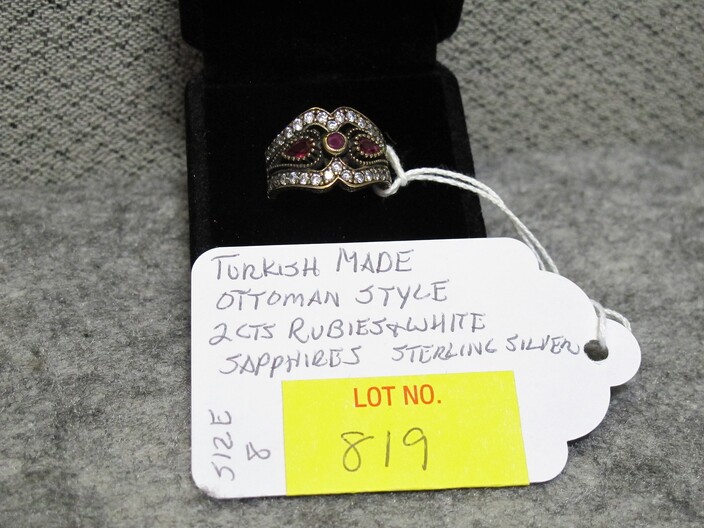 TURKISH MADE
OTTOMAN STYLE
2CTS RUBIES & WHITE
SAPPHIRES STERLING SILVER
SIZE
8
LOT NO.
819